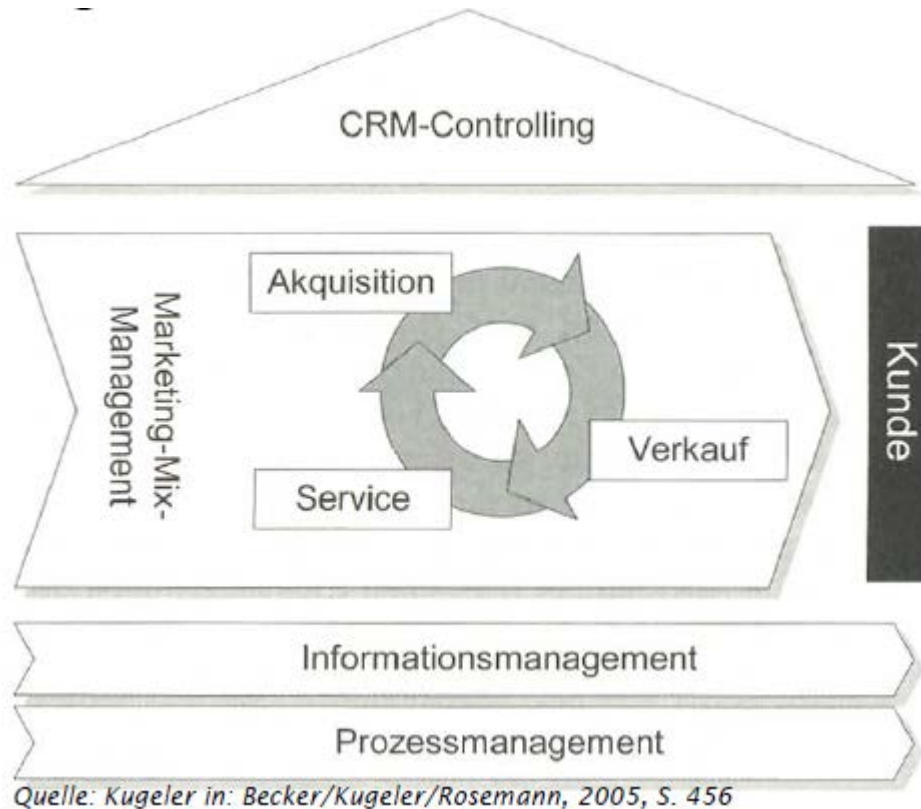 CRM-Controlling
Marketing-Mix-
Management
Akquisition
Verkauf
Service
Kunde
Informationsmanagement
Prozessmanagement
Quelle: Kugeler in: Becker/Kugeler/Rosemann, 2005, S. 456